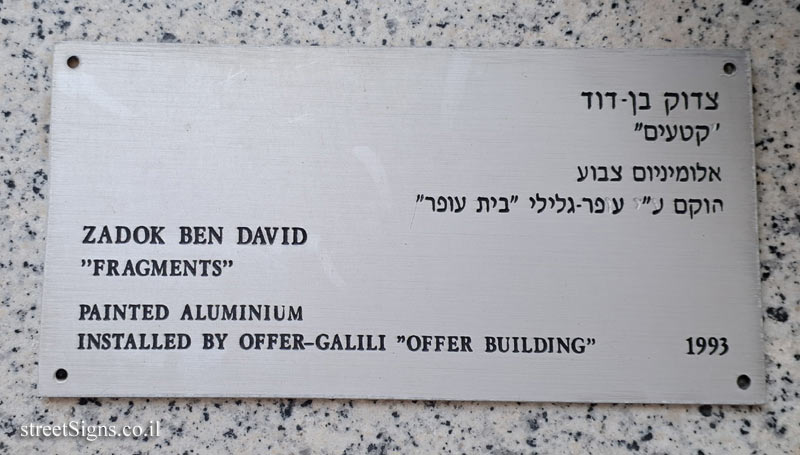 צדוק בן-דוד
"קטעים"
אלומיניום צבוע
הוקם ע"י עופר-גלילי "בית עופר"
ZADOK BEN DAVID
"FRAGMENTS"
PAINTED ALUMINIUM
INSTALLED BY OFFER-GALILI "OFFER BUILDING" 1993
streetSigns.co.il